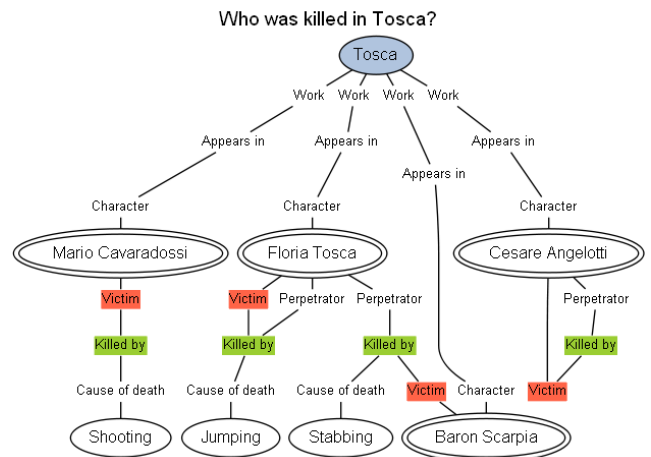 Who was killed in Tosca?
Tosca
Work Work Work Work
Appears in Appears in Appears in
Appears in
Character Character Character
Mario Cavaradossi Floria Tosca Cesare Angelotti
Victim Victim Perpetrator Perpetrator Perpetrator
Killed by Killed by Killed by Killed by
Cause of death Cause of death Cause of death Victim Character Victim
Shooting Jumping Stabbing Baron Scarpia